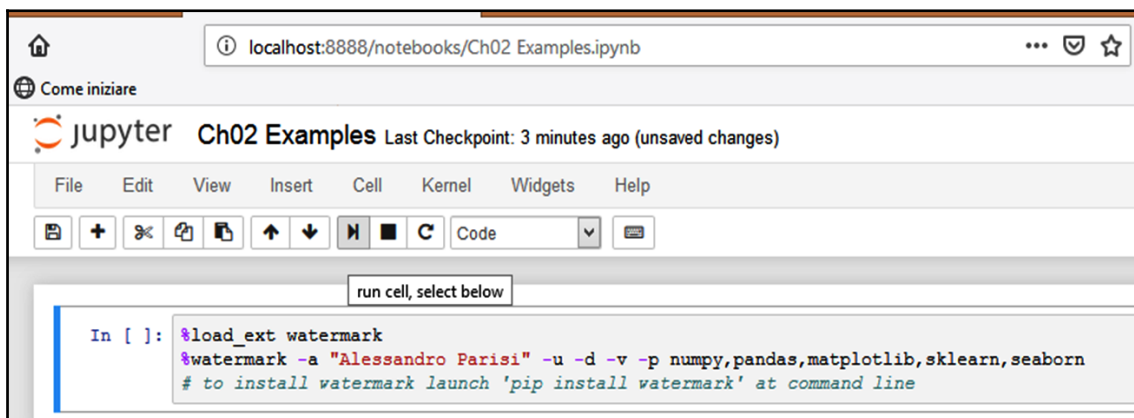 localhost:8888/notebooks/Ch02 Examples.ipynb
Come iniziare
jupyter Ch02 Examples Last Checkpoint: 3 minutes ago (unsaved changes)
File Edit View Insert Cell Kernel Widgets Help
Code
run cell, select below
In [ ]: %load_ext watermark
%watermark -a "Alessandro Parisi" -u -d -v -p numpy,pandas,matplotlib,sklearn,seaborn
# to install watermark launch 'pip install watermark' at command line